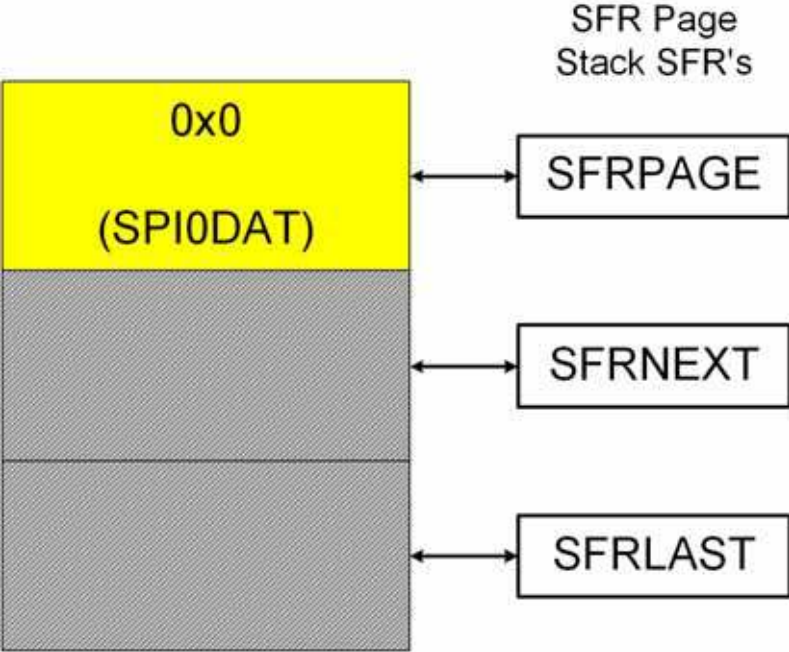 SFR Page
Stack SFR's
0x0
(SPI0DAT)
SFRPAGE
SFRNEXT
SFRLAST